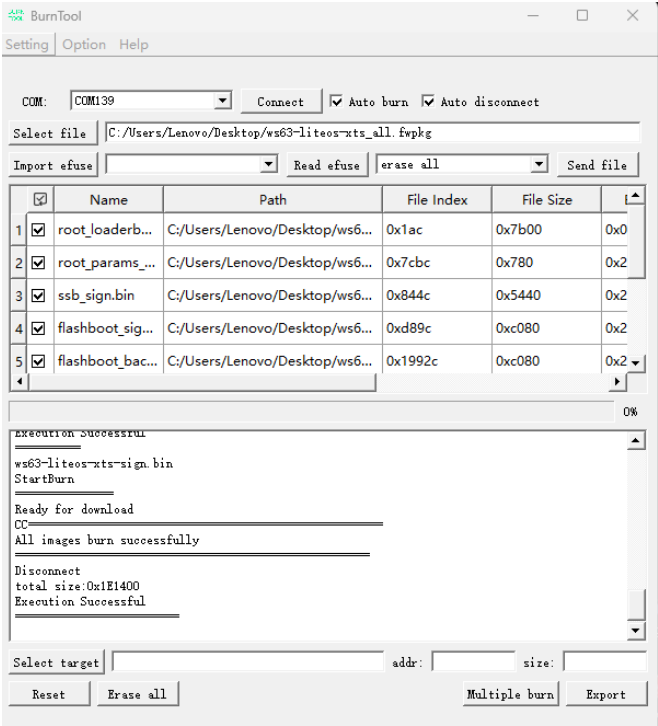 BurnTool
Setting Option Help
COM: COM139 Connect Auto burn Auto disconnect
Select file C:/Users/Lenovo/Desktop/ws63-liteos-xts_all.fwpkg
Import efuse Read efuse erase all Send file
Name Path File Index File Size
1 root_loaderb... C:/Users/Lenovo/Desktop/ws6... 0x1ac 0x7b00 0x0
2 root_params_... C:/Users/Lenovo/Desktop/ws6... 0x7cbc 0x780 0x2
3 ssb_sign.bin C:/Users/Lenovo/Desktop/ws6... 0x844c 0x5440 0x2
4 flashboot_sig... C:/Users/Lenovo/Desktop/ws6... 0xd89c 0xc080 0x2
5 flashboot_bac... C:/Users/Lenovo/Desktop/ws6... 0x1992c 0xc080 0x2
0%
Execution Successful
ws63-liteos-xts-sign.bin
StartBurn
Ready for download
CC
All images burn successfully
Disconnect
total size:0x1E1400
Execution Successful
Select target addr: size:
Reset Erase all Multiple burn Export